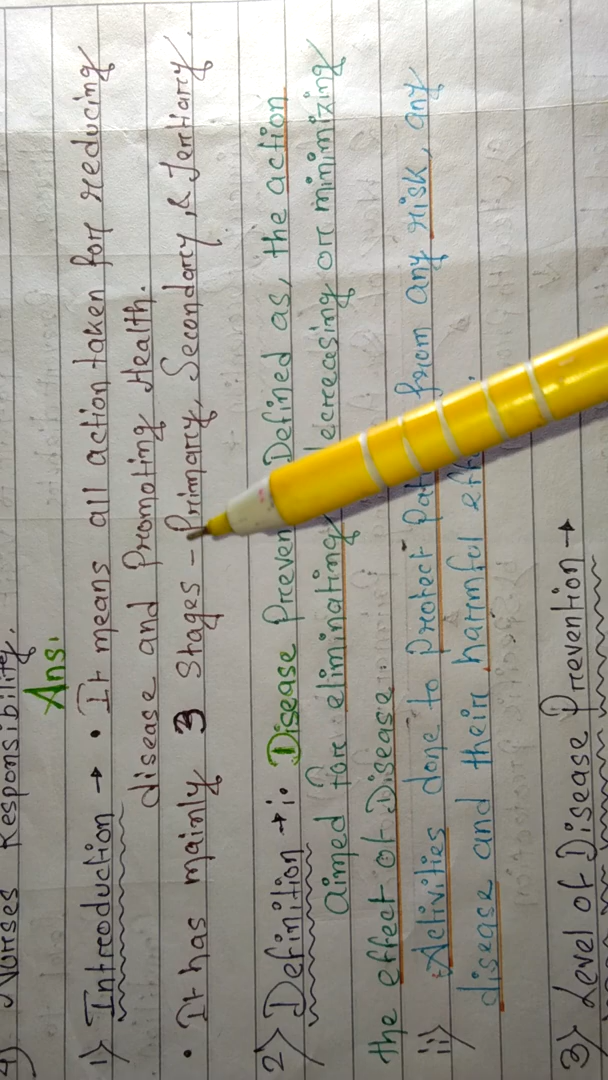 4) Nurses Responsibility.
Ans.
1) Introduction → • It means all action taken for reducing
disease and Promoting Health.
• It has mainly 3 Stages - Primary, Secondary, & Tertiary.
2) Definition → i. Disease Preven Defined as, the action
aimed for eliminating decreasing or minimizing
the effect of Disease
ii) Activities done to protect from any risk, any
disease and their harmful
3) Level of Disease Prevention →